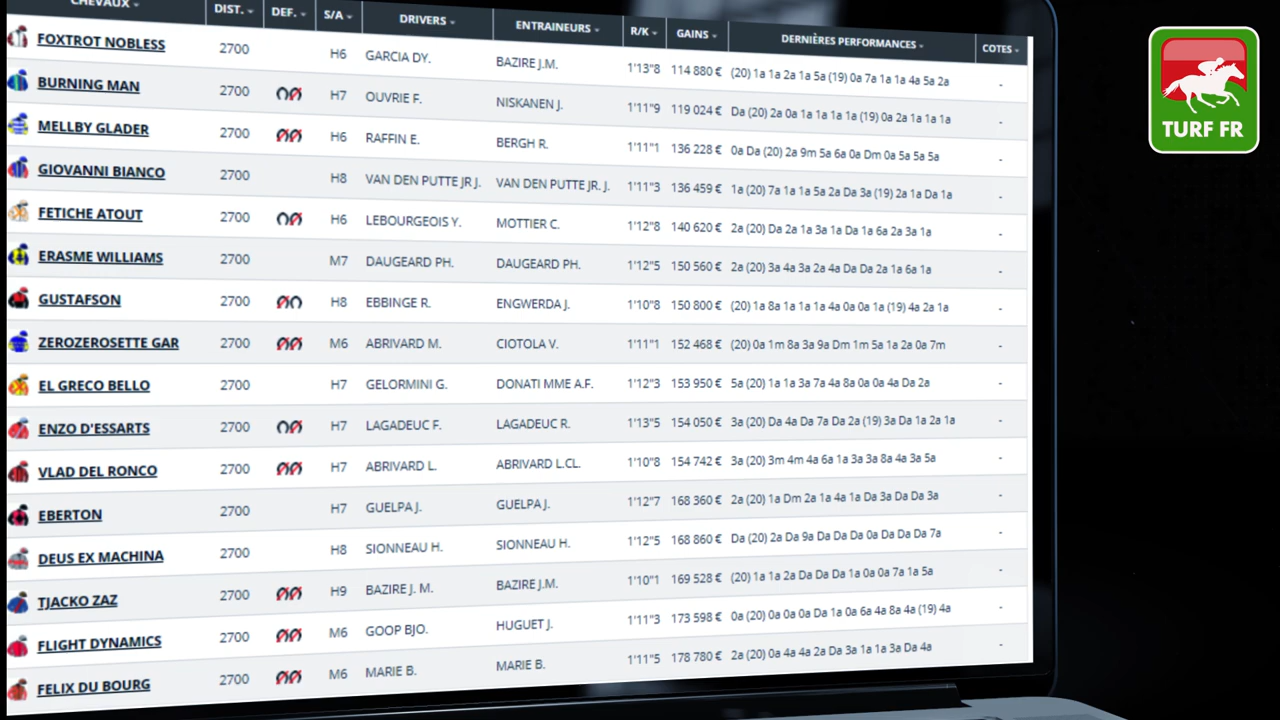 CHEVAUX DIST. DEF. S/A DRIVERS ENTRAINEURS R/K GAINS DERNIÈRES PERFORMANCES COTES
FOXTROT NOBLESS 2700 H6 GARCIA DY. BAZIRE J.M. 1'13"8 114 880 € (20) 1a 1a 2a 1a 5a (19) 0a 7a 1a 1a 4a 5a 2a -
BURNING MAN 2700 H7 OUVRIE F. NISKANEN J. 1'11"9 119 024 € Da (20) 2a 0a 1a 1a 1a 1a (19) 0a 2a 1a 1a 1a -
MELLBY GLADER 2700 H6 RAFFIN E. BERGH R. 1'11"1 136 228 € 0a Da (20) 2a 9m 5a 6a 0a Dm 0a 5a 5a 5a -
GIOVANNI BIANCO 2700 H8 VAN DEN PUTTE JR J. VAN DEN PUTTE JR. J. 1'11"3 136 459 € 1a (20) 7a 1a 1a 5a 2a Da 3a (19) 2a 1a Da 1a -
FETICHE ATOUT 2700 H6 LEBOURGEOIS Y. MOTTIER C. 1'12"8 140 620 € 2a (20) Da 2a 1a 3a 1a Da 1a 6a 2a 3a 1a -
ERASME WILLIAMS 2700 M7 DAUGEARD PH. DAUGEARD PH. 1'12"5 150 560 € 2a (20) 3a 4a 3a 2a 4a Da Da 2a 1a 6a 1a -
GUSTAFSON 2700 H8 EBBINGE R. ENGWERDA J. 1'10"8 150 800 € (20) 1a 8a 1a 1a 1a 4a 0a 0a 1a (19) 4a 2a 1a -
ZEROZEROSETTE GAR 2700 M6 ABRIVARD M. CIOTOLA V. 1'11"1 152 468 € (20) 0a 1m 8a 3a 9a Dm 1m 5a 1a 2a 0a 7m -
EL GRECO BELLO 2700 H7 GELORMINI G. DONATI MME A.F. 1'12"3 153 950 € 5a (20) 1a 1a 3a 7a 4a 8a 0a 0a 4a Da 2a -
ENZO D'ESSARTS 2700 H7 LAGADEUC F. LAGADEUC R. 1'13"5 154 050 € 3a (20) Da 4a Da 7a Da 2a (19) 3a Da 1a 2a 1a -
VLAD DEL RONCO 2700 H7 ABRIVARD L. ABRIVARD L.CL. 1'10"8 154 742 € 3a (20) 3m 4m 4a 6a 1a 3a 3a 8a 4a 3a 5a -
EBERTON 2700 H7 GUELPA J. GUELPA J. 1'12"7 168 360 € 2a (20) 1a Dm 2a 1a 4a 1a Da 3a Da Da 3a -
DEUS EX MACHINA 2700 H8 SIONNEAU H. SIONNEAU H. 1'12"5 168 860 € Da (20) 2a Da 9a Da Da Da 0a Da Da Da 7a -
TJACKO ZAZ 2700 H9 BAZIRE J. M. BAZIRE J.M. 1'10"1 169 528 € (20) 1a 1a 2a Da Da Da 1a 0a 0a 7a 1a 5a -
FLIGHT DYNAMICS 2700 M6 GOOP BJO. HUGUET J. 1'11"3 173 598 € 0a (20) 0a 0a 0a Da 1a 0a 6a 4a 8a 4a (19) 4a -
FELIX DU BOURG 2700 M6 MARIE B. MARIE B. 1'11"5 178 780 € 2a (20) 0a 4a 4a 2a Da 3a 1a 1a 3a Da 4a -
TURF FR